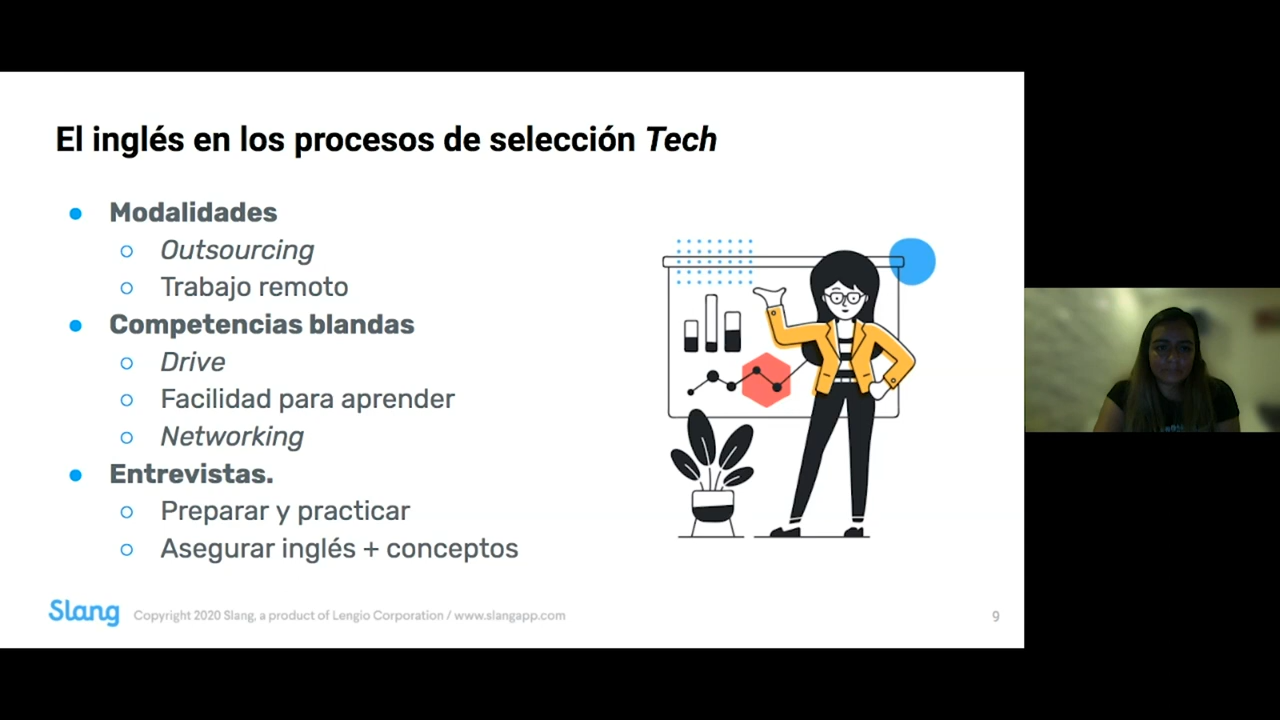 El inglés en los procesos de selección Tech
Modalidades
Outsourcing
Trabajo remoto
Competencias blandas
Drive
Facilidad para aprender
Networking
Entrevistas.
Preparar y practicar
Asegurar inglés + conceptos
Slang
Copyright 2020 Slang, a product of Lengio Corporation / www.slangapp.com
9